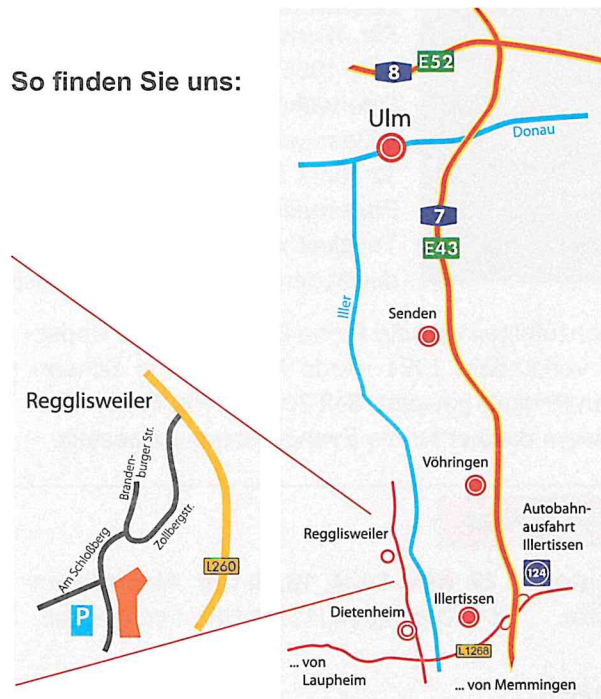 So finden Sie uns:
8
E52
Ulm
Donau
7
E43
Iller
Senden
Regglisweiler
Branden-
burger Str.
Zollbergstr.
Am Schloßberg
P
L260
Vöhringen
Autobahn-
ausfahrt
Illertissen
124
Regglisweiler
Dietenheim
Illertissen
L1268
... von
Laupheim
... von Memmingen